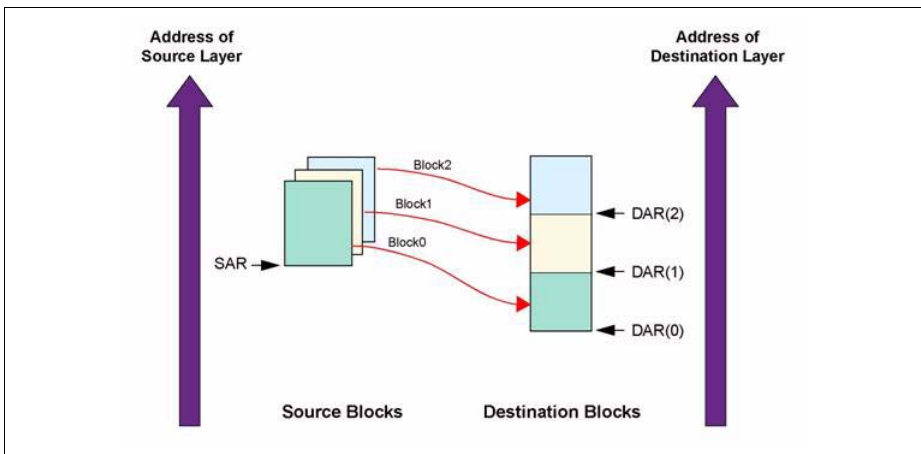 Address of
Source Layer
Address of
Destination Layer
Block2
Block1
Block0
SAR
DAR(2)
DAR(1)
DAR(0)
Source Blocks
Destination Blocks